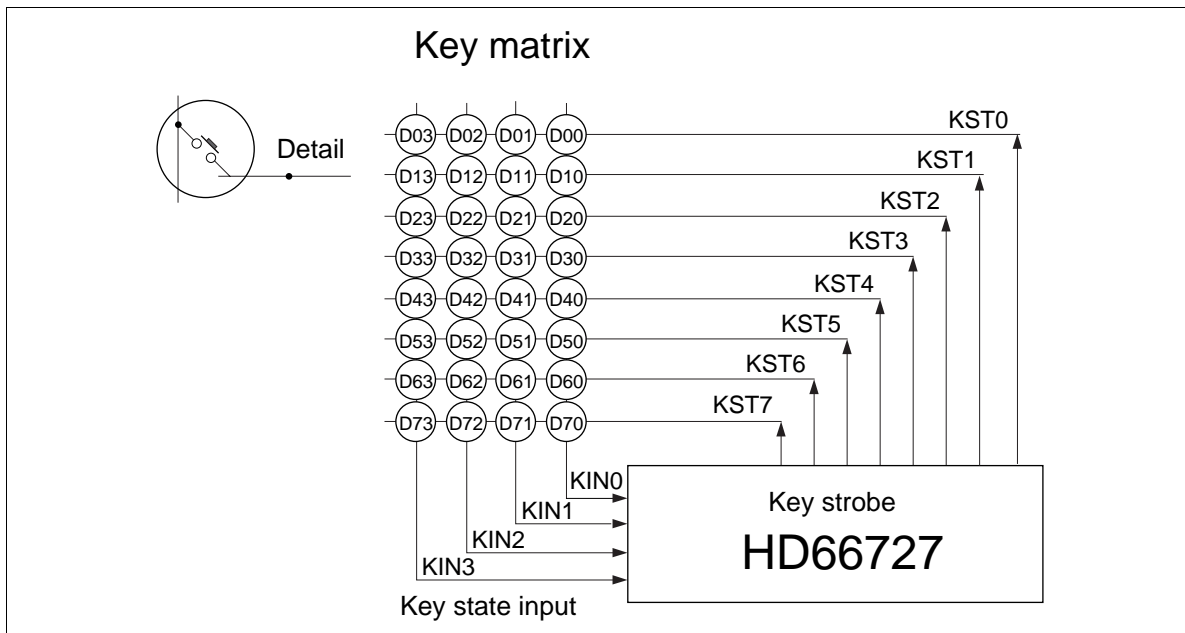 Key matrix
Detail
D03 D02 D01 D00 KST0
D13 D12 D11 D10 KST1
D23 D22 D21 D20 KST2
D33 D32 D31 D30 KST3
D43 D42 D41 D40 KST4
D53 D52 D51 D50 KST5
D63 D62 D61 D60 KST6
D73 D72 D71 D70 KST7
KIN0
KIN1
KIN2
KIN3
Key state input
Key strobe
HD66727